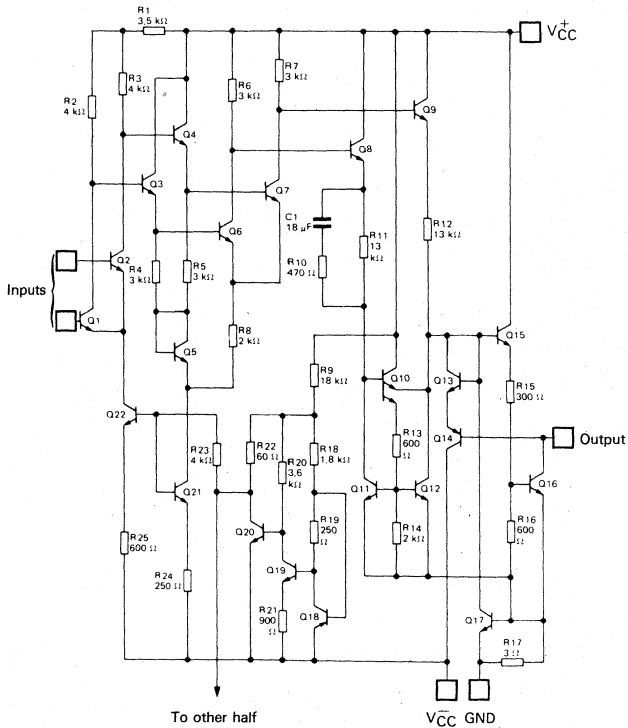 R1
3,5 kΩ
VCC+
R2
4 kΩ
R3
4 kΩ
R6
3 kΩ
R7
3 kΩ
Q4
Q9
Q8
Q3
Q7
C1
18 µF
R11
13
kΩ
R12
13 kΩ
Q6
R10
470 Ω
Q2
R4
3 kΩ
R5
3 kΩ
Inputs
Q1
R8
2 kΩ
Q5
Q15
R9
18 kΩ
Q10
Q13
R15
300 Ω
Q22
R23
4 kΩ
R22
60 Ω
R20
3,6
kΩ
R18
1,8 kΩ
R13
600
Ω
Q14
Output
Q21
Q11
Q12
Q16
R19
250
Ω
R14
2 kΩ
R16
600
Ω
Q20
R25
600 Ω
R24
250 Ω
Q19
R21
900
Ω
Q18
Q17
R17
3 Ω
To other half
VCC− GND